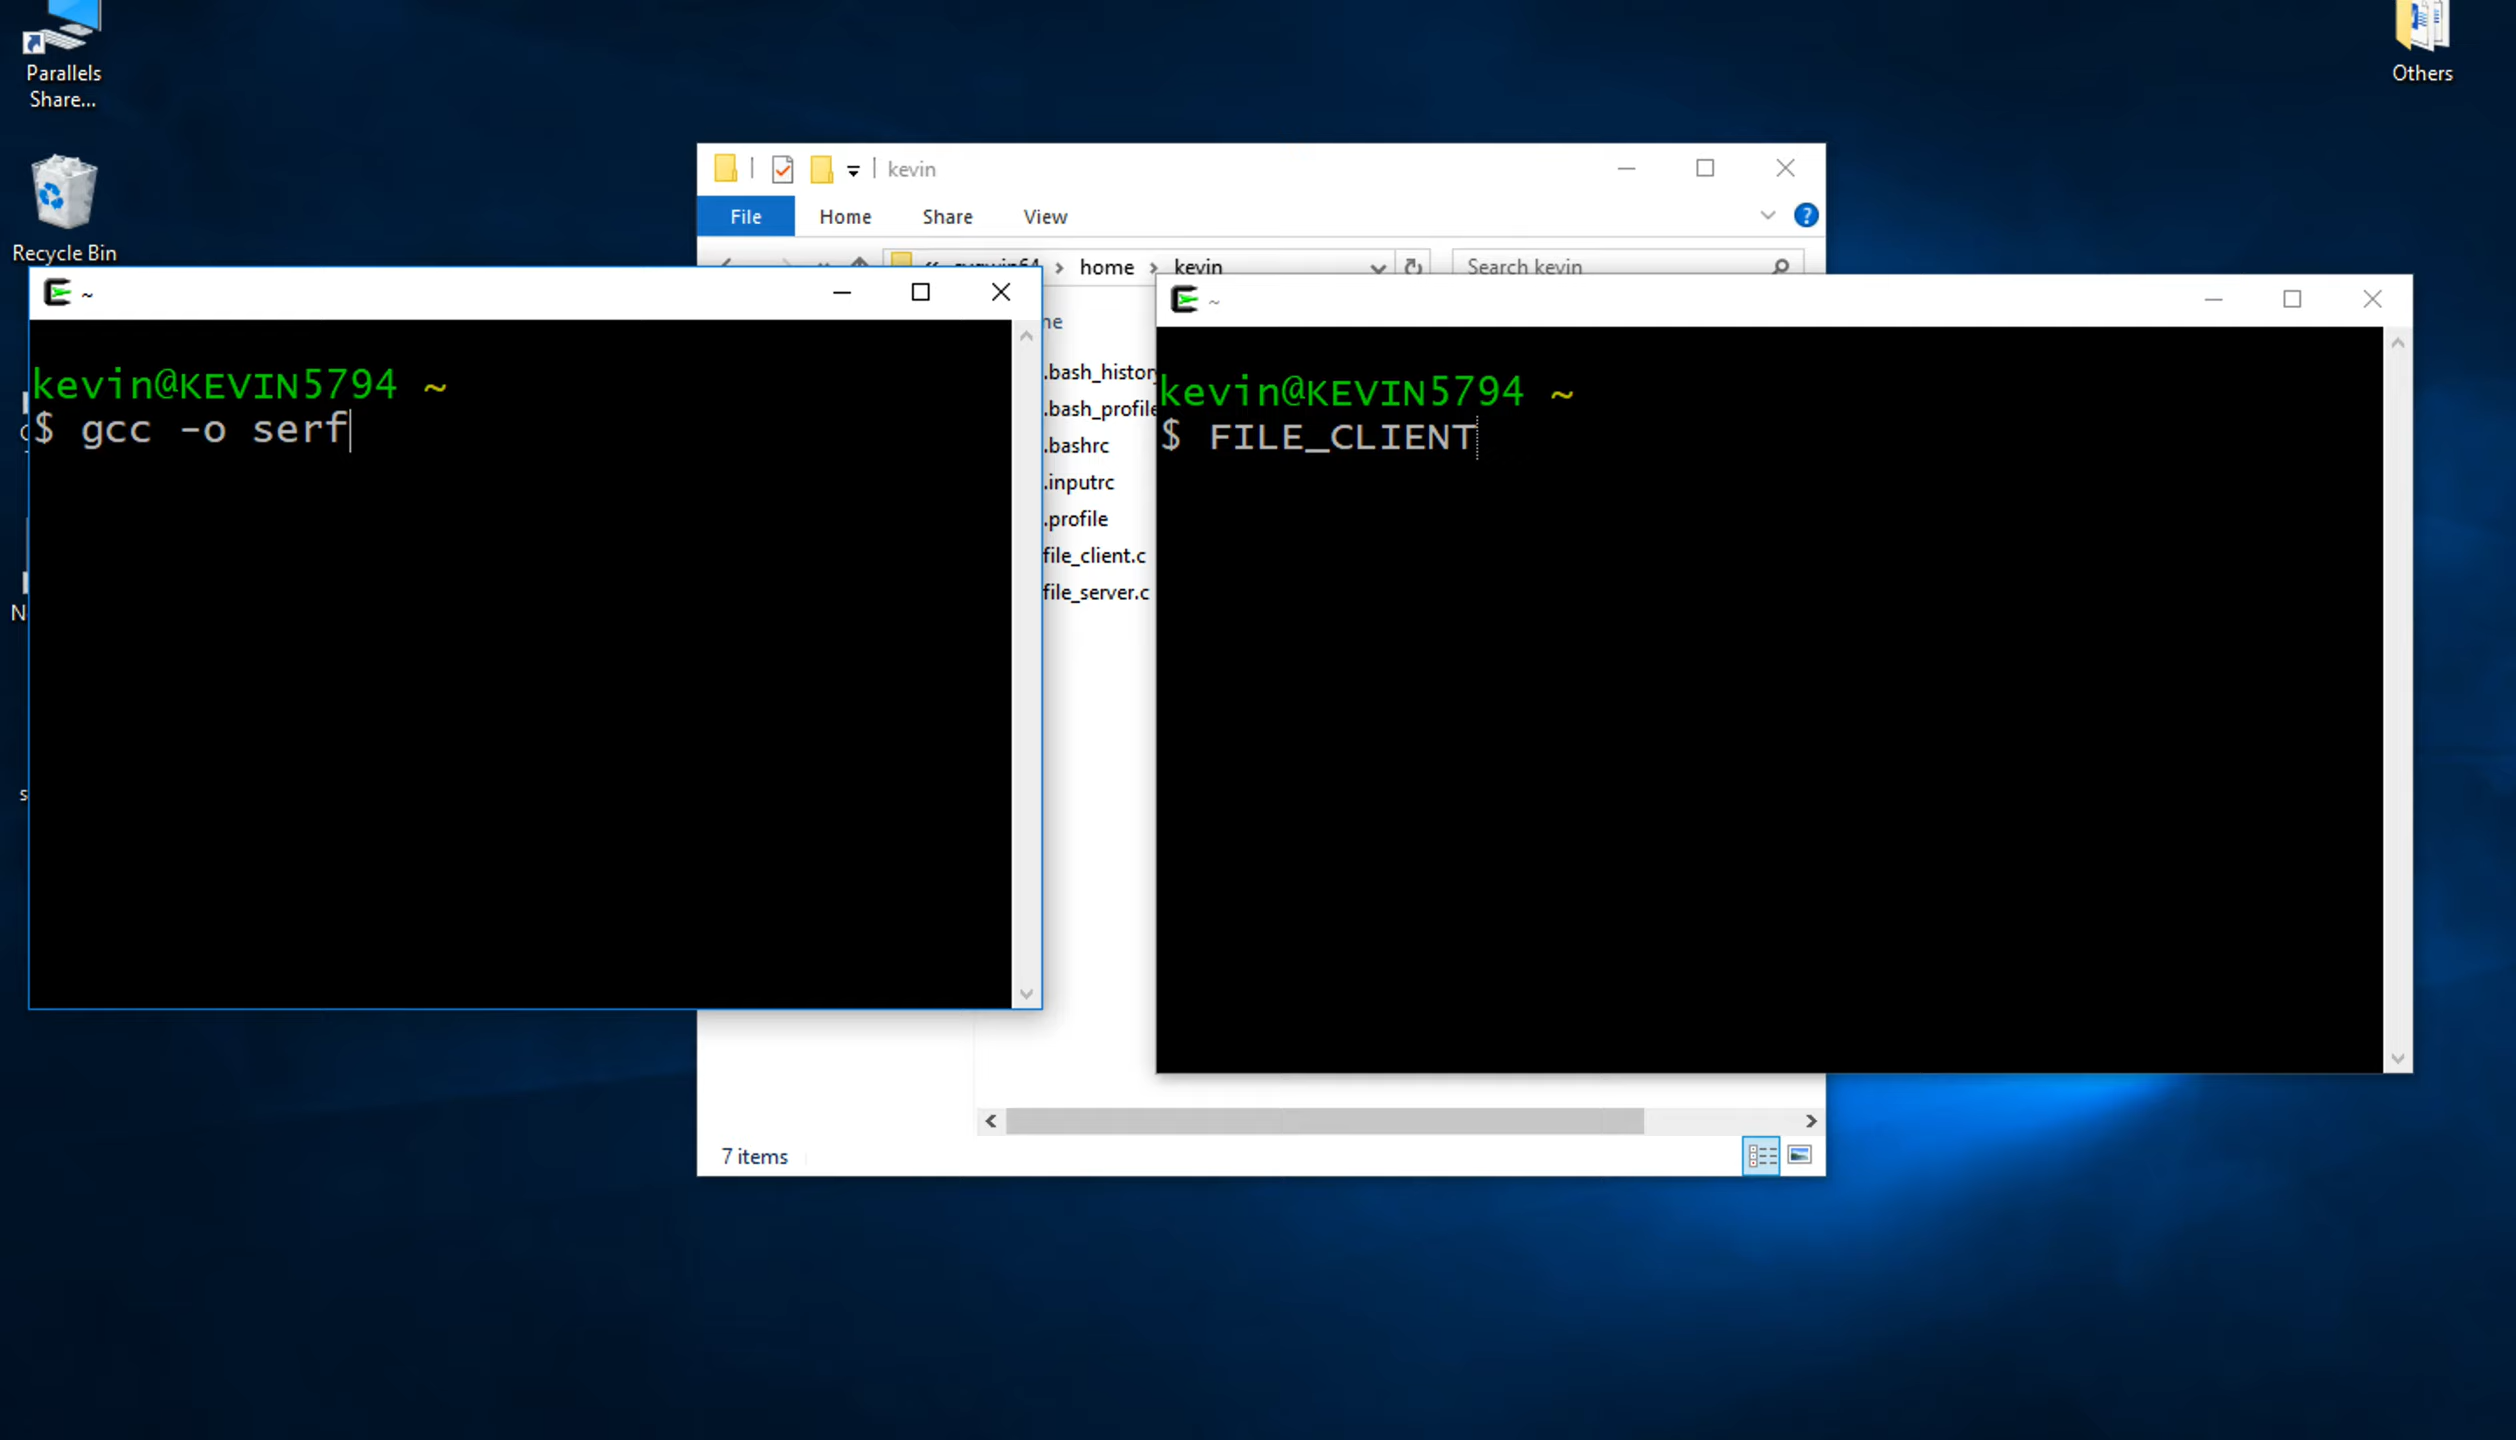 Parallels
Share...
Others
Recycle Bin
kevin
File Home Share View
home kevin
Search kevin
~
kevin@KEVIN5794 ~
$ gcc -o serf
.bash_history
.bash_profile
.bashrc
.inputrc
.profile
file_client.c
file_server.c
~
kevin@KEVIN5794 ~
$ FILE_CLIENT
7 items